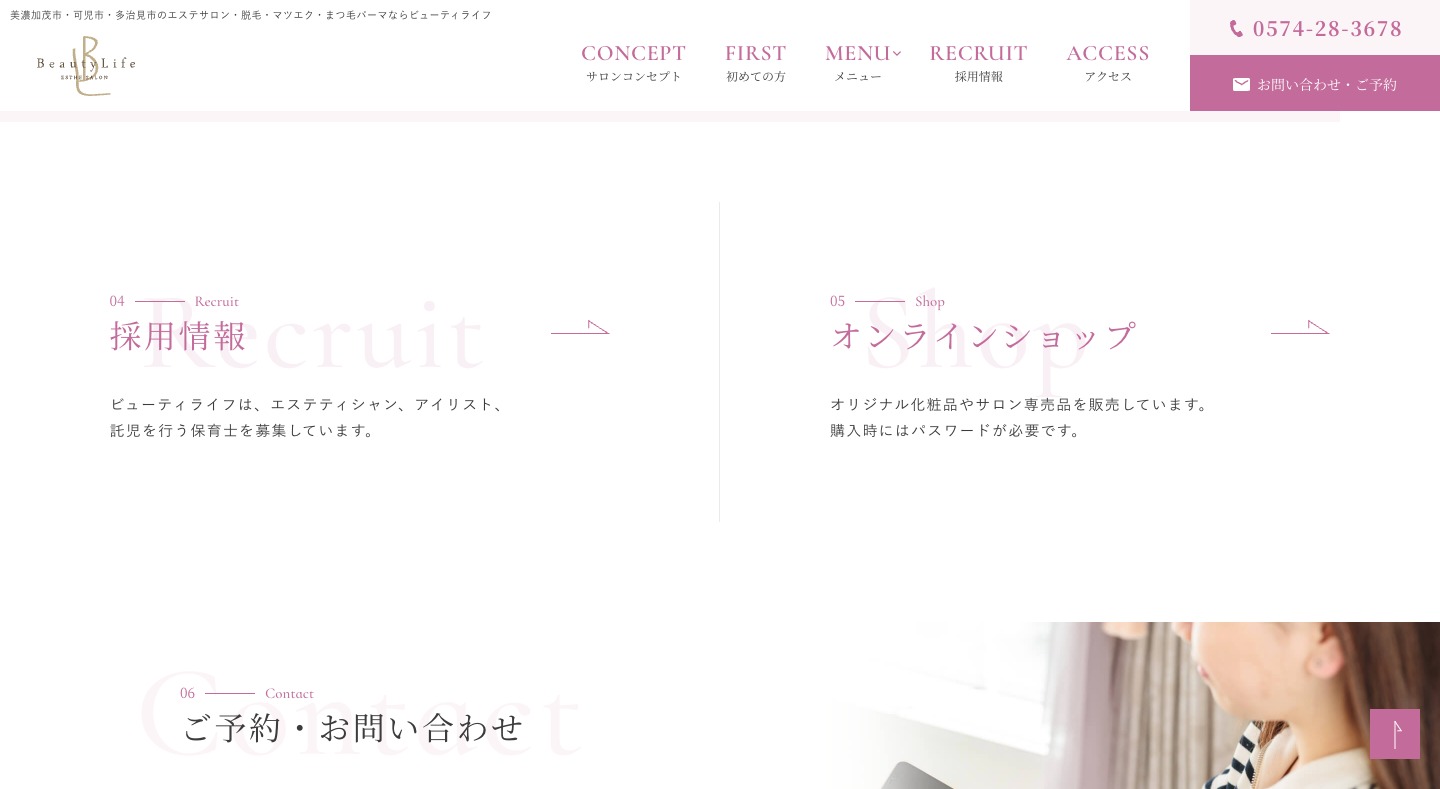 美濃加茂市・可児市・多治見市のエステサロン・脱毛・マツエク・まつ毛パーマならビューティライフ
BeautyLife
ESTHE SALON
CONCEPT
サロンコンセプト
FIRST
初めての方
MENU
メニュー
RECRUIT
採用情報
ACCESS
アクセス
0574-28-3678
お問い合わせ・ご予約
04 Recruit
Recruit
採用情報
ビューティライフは、エステティシャン、アイリスト、
託児を行う保育士を募集しています。
05 Shop
Shop
オンラインショップ
オリジナル化粧品やサロン専売品を販売しています。
購入時にはパスワードが必要です。
06 Contact
Contact
ご予約・お問い合わせ